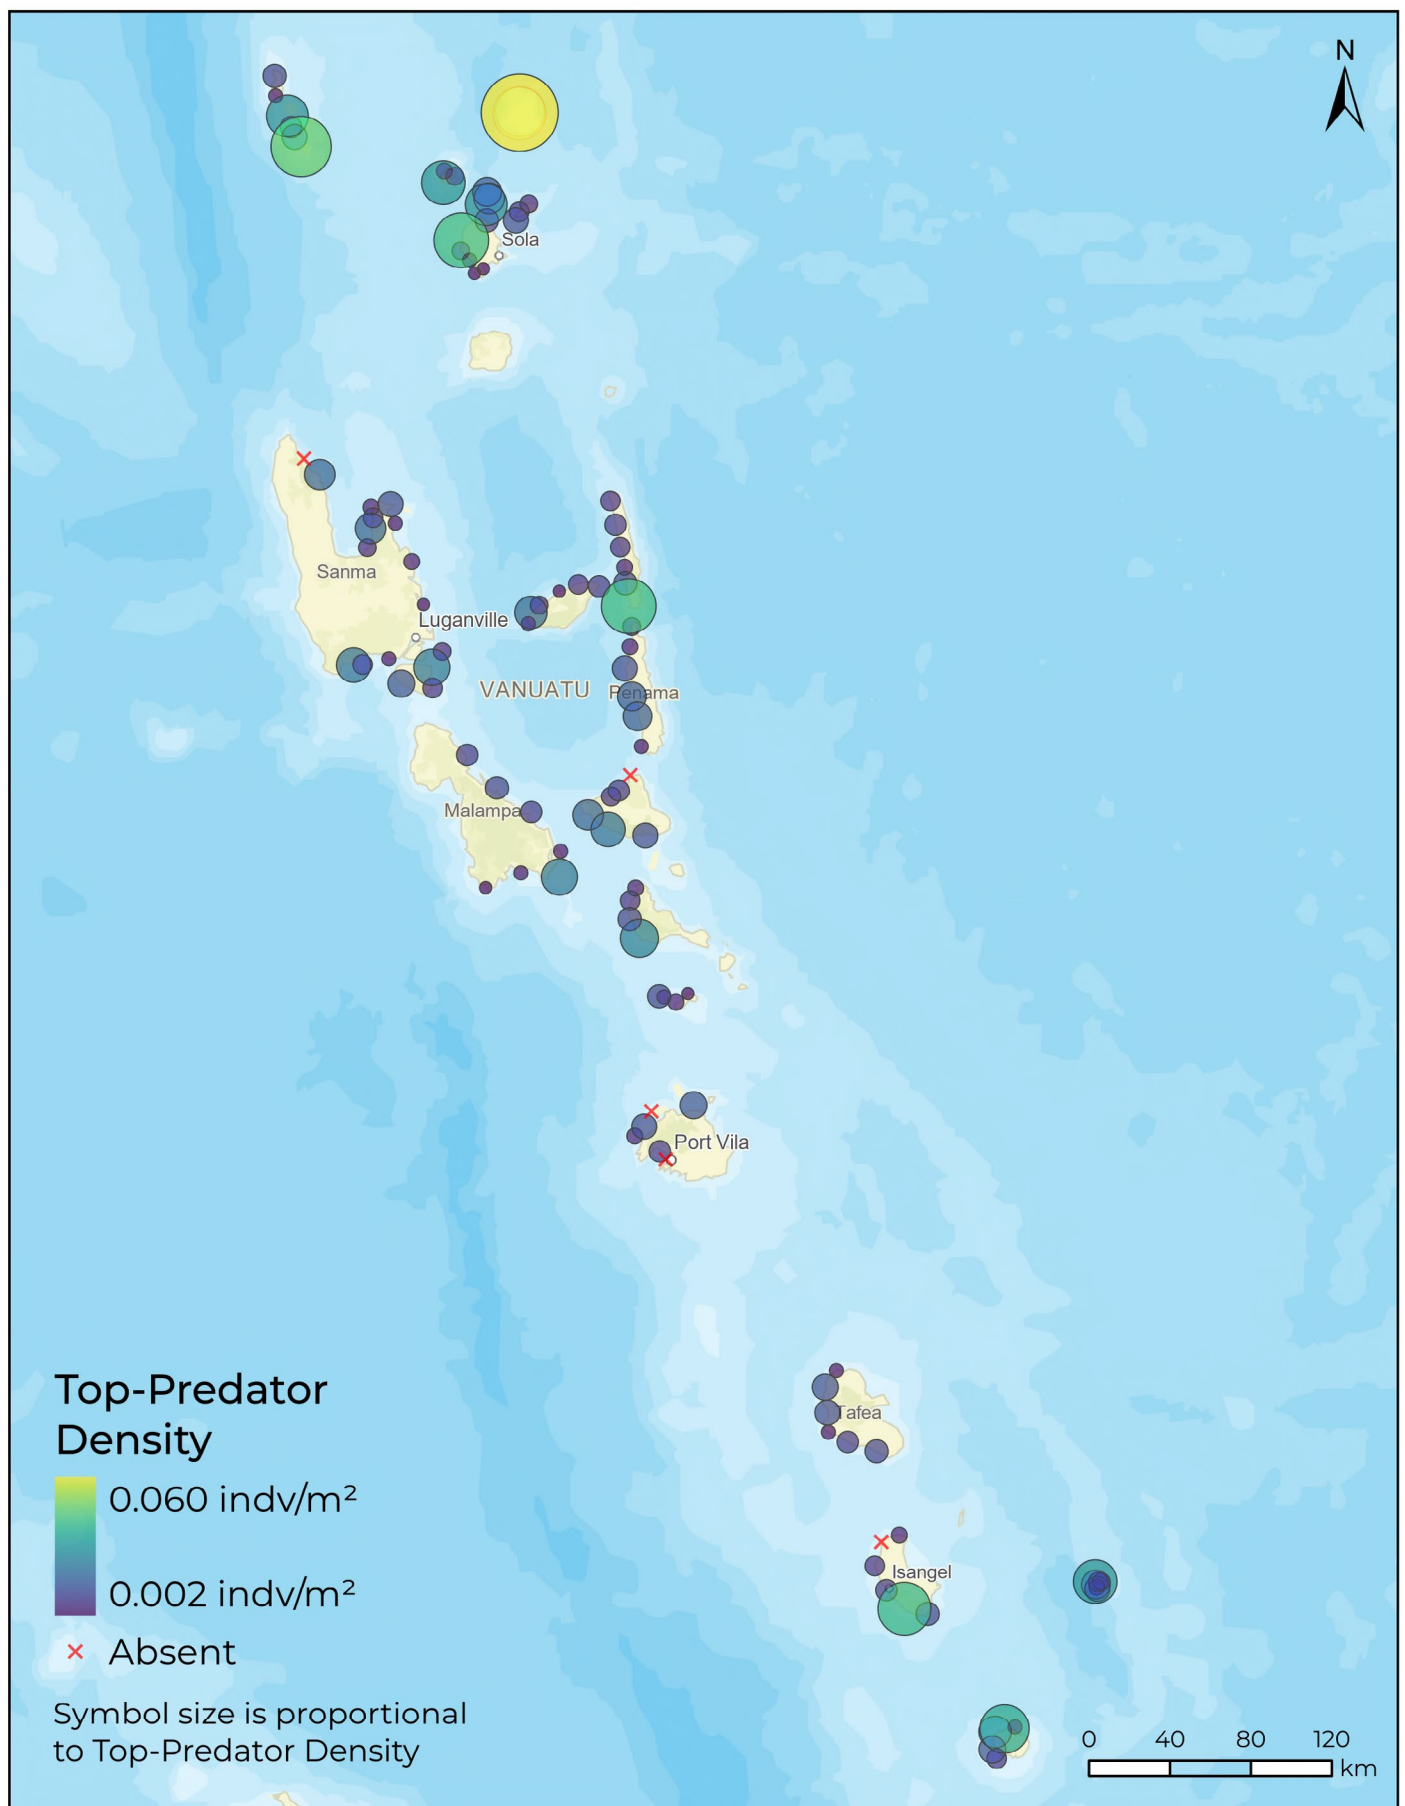 N
Sola
Sanma
Luganville
VANUATU
Penama
Malampa
Port Vila
Tafea
Isangel
Top-Predator
Density
0.060 indv/m²
0.002 indv/m²
Absent
Symbol size is proportional
to Top-Predator Density
0 40 80 120
km